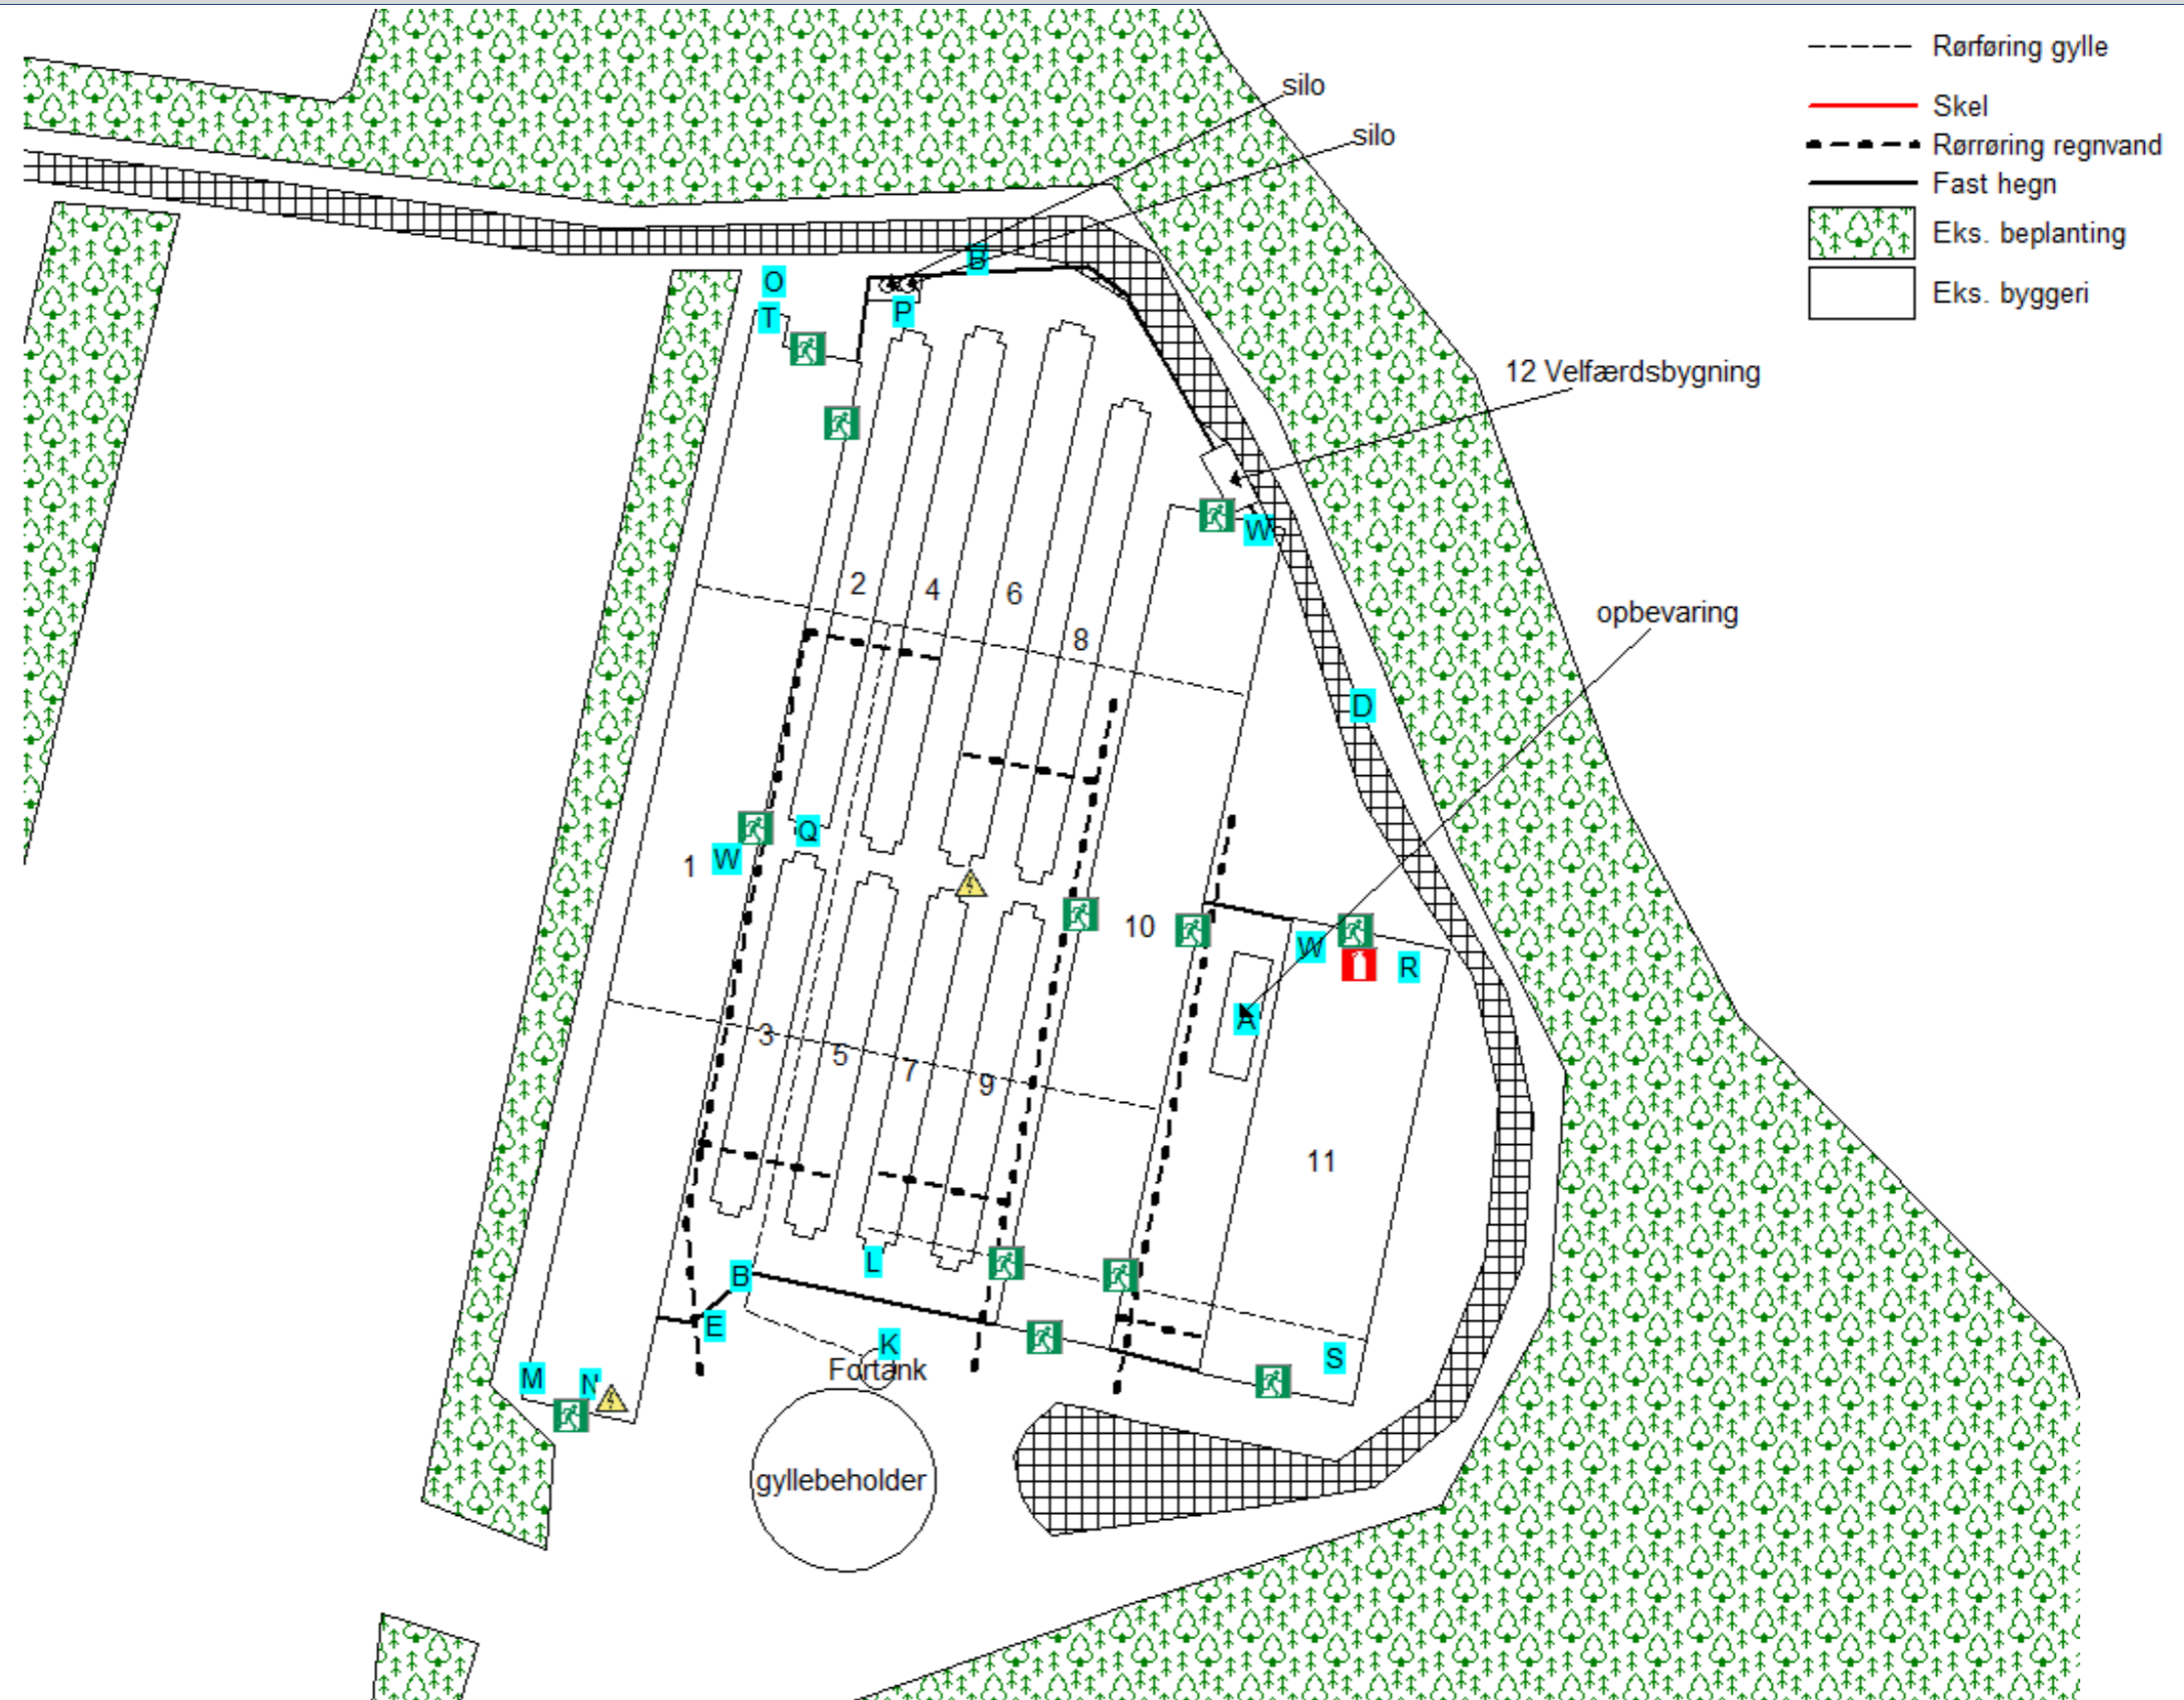 Rørføring gylle
Skel
Rørrøring regnvand
Fast hegn
Eks. beplanting
Eks. byggeri
silo
silo
B
O
T
P
12 Velfærdsbygning
W
2
4
6
8
opbevaring
D
Q
W
1
10
W
R
A
3
5
7
9
11
B
L
E
K
Fortank
S
M
N
gyllebeholder